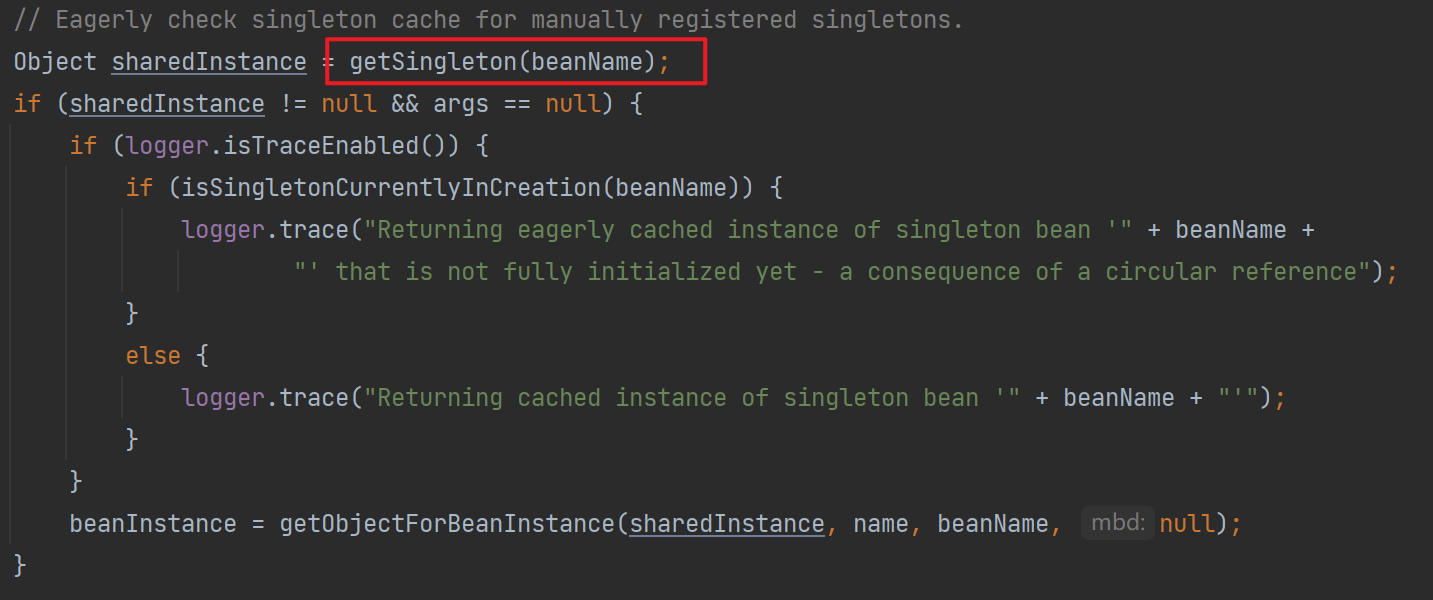 // Eagerly check singleton cache for manually registered singletons.
Object sharedInstance = getSingleton(beanName);
if (sharedInstance != null && args == null) {
if (logger.isTraceEnabled()) {
if (isSingletonCurrentlyInCreation(beanName)) {
logger.trace("Returning eagerly cached instance of singleton bean '" + beanName +
"' that is not fully initialized yet - a consequence of a circular reference");
}
else {
logger.trace("Returning cached instance of singleton bean '" + beanName + "'");
}
}
beanInstance = getObjectForBeanInstance(sharedInstance, name, beanName, mbd: null);
}